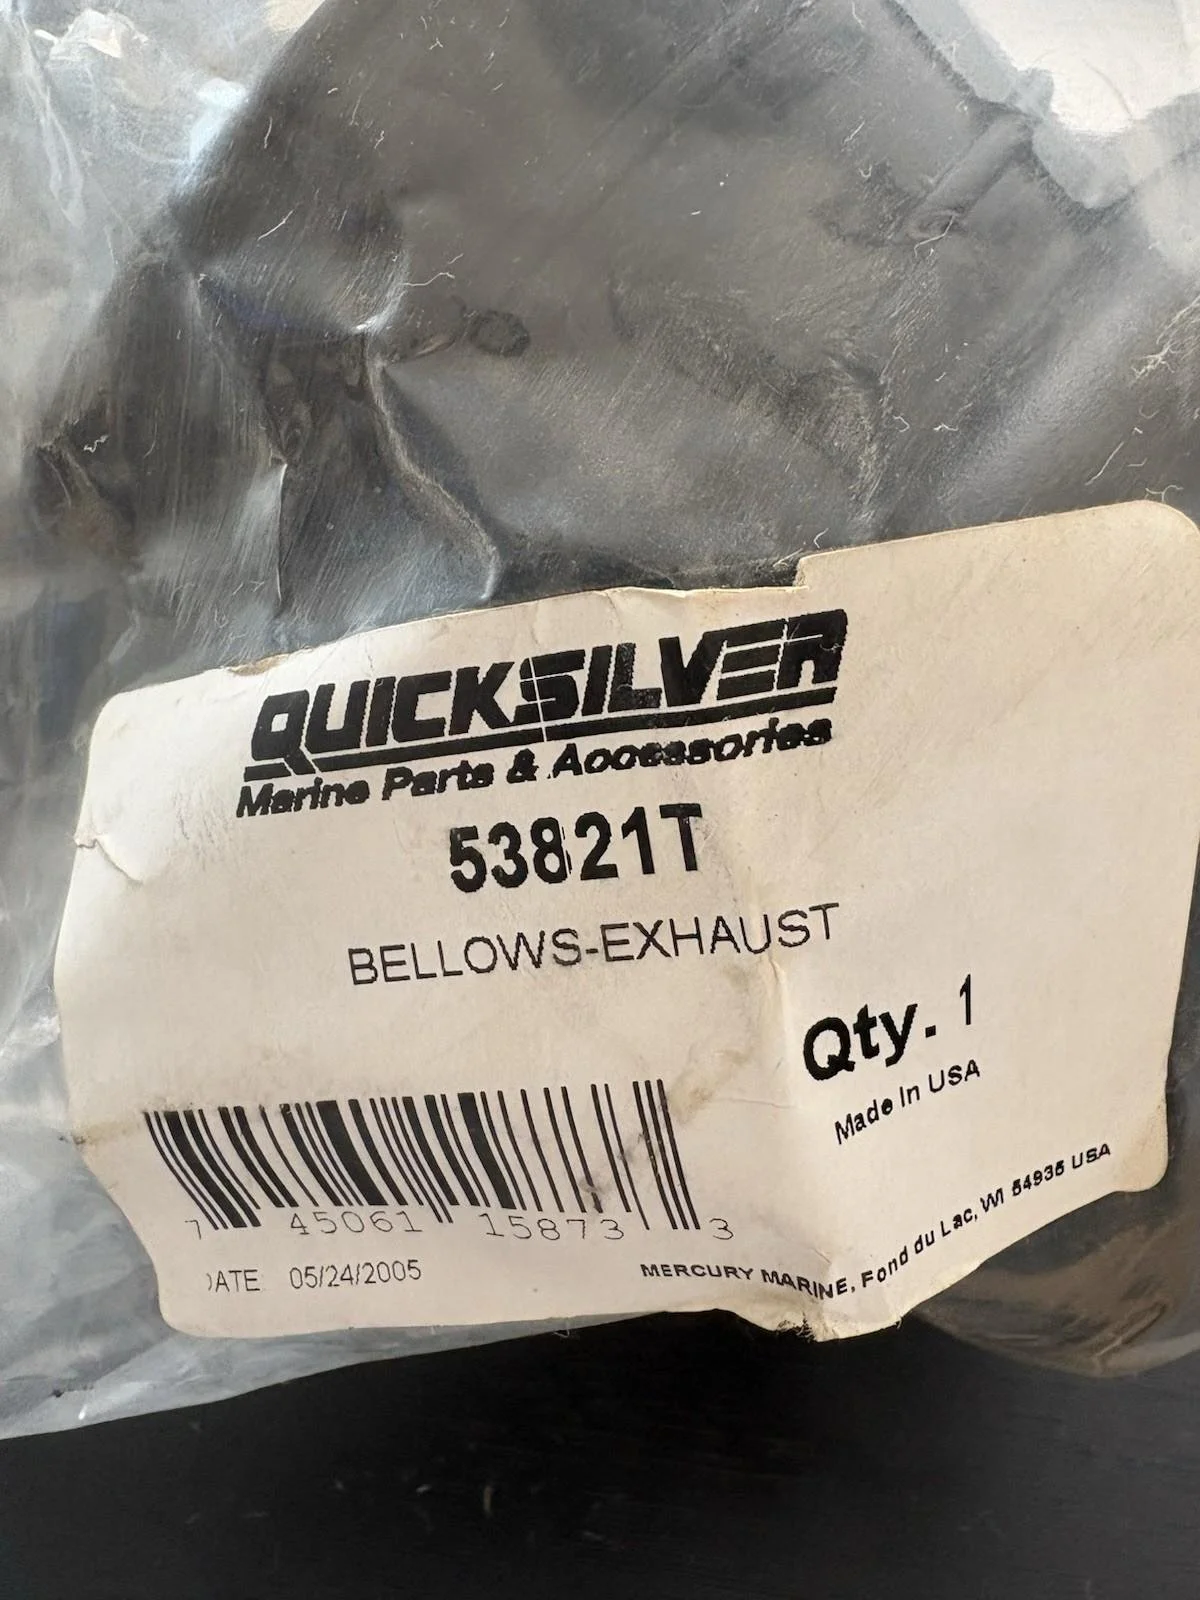 QUICKSILVER
Marine Parts & Accessories
53821T
BELLOWS-EXHAUST
Qty. 1
Made In USA
7 45061 15873 3
DATE 05/24/2005
MERCURY MARINE, Fond du Lac, WI 54935 USA